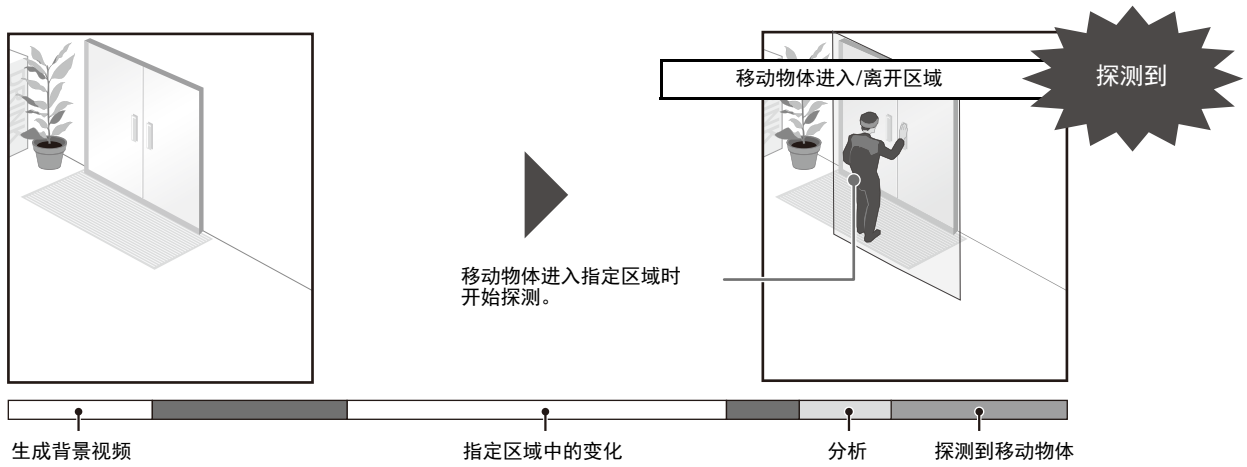 移动物体进入/离开区域
探测到
移动物体进入指定区域时
开始探测。
生成背景视频
指定区域中的变化
分析
探测到移动物体